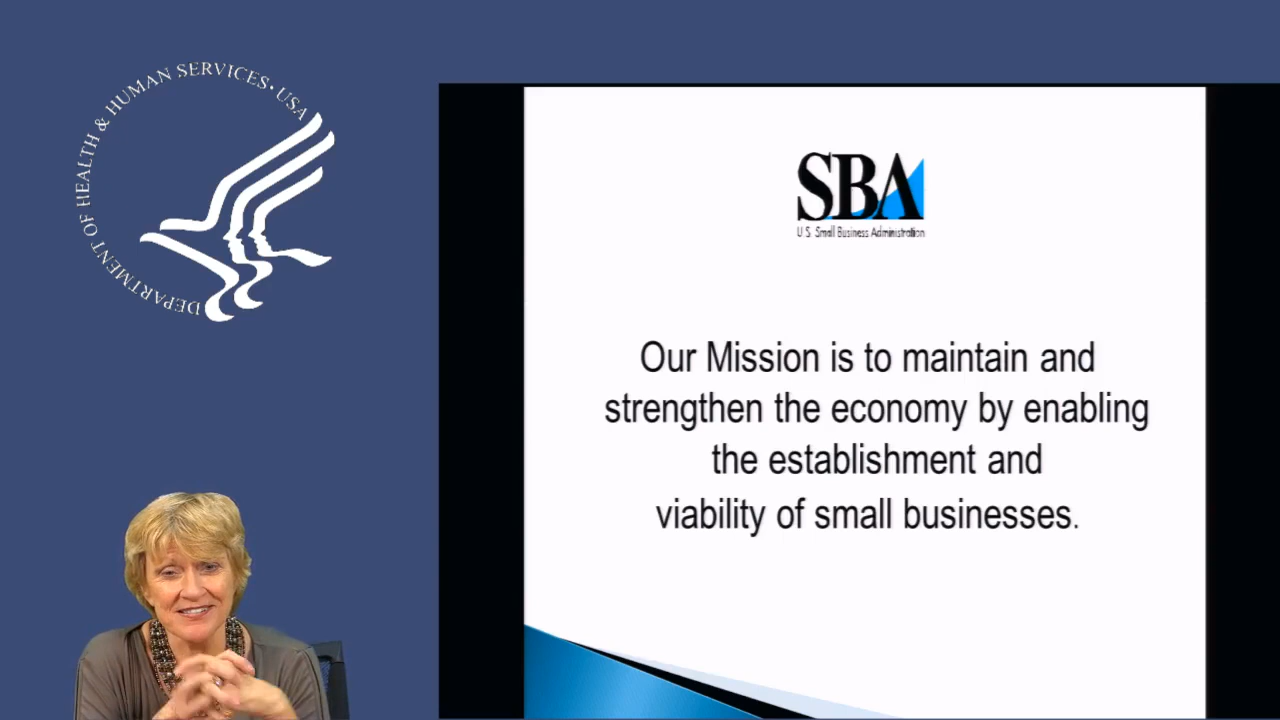 DEPARTMENT OF HEALTH & HUMAN SERVICES • USA
SBA
U.S. Small Business Administration
Our Mission is to maintain and
strengthen the economy by enabling
the establishment and
viability of small businesses.